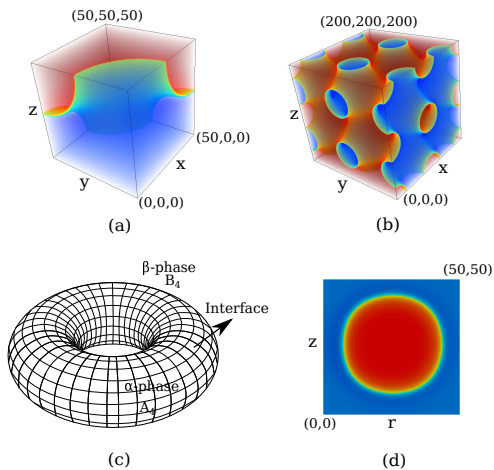 (50,50,50)
z
y
x
(50,0,0)
(0,0,0)
(a)
(200,200,200)
z
y
x
(0,0,0)
(b)
β-phase
B4
Interface
α-phase
A4
(c)
(50,50)
z
(0,0)
r
(d)